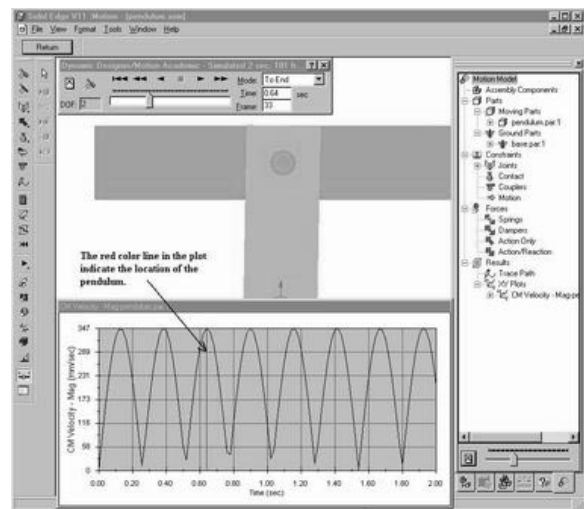 Solid Edge V11 Motion - [pendulum.asm]
File View Format Tools Window Help
Return
Dynamic Designer/Motion Academic - Simulated 2 sec, 101 fr
Mode: To End
Time: 0.64 sec
Frame: 33
DOF: 2
The red color line in the plot
indicate the location of the
pendulum.
CM Velocity - Mag-pendulum.par
CM Velocity - Mag (mm/sec)
347
289
231
173
116
58
0
0.00 0.20 0.40 0.60 0.80 1.00 1.20 1.40 1.60 1.80 2.00
Time (sec)
Motion Model
Assembly Components
Parts
Moving Parts
pendulum.par:1
Ground Parts
base.par:1
Constraints
Joints
Contact
Couplers
Motion
Forces
Springs
Dampers
Action Only
Action/Reaction
Results
Trace Path
XY Plots
CM Velocity - Mag-pe